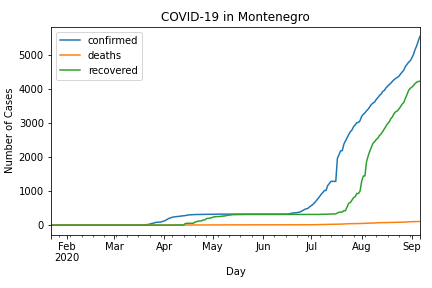 COVID-19 in Montenegro
confirmed
deaths
recovered
Number of Cases
5000
4000
3000
2000
1000
0
Feb Mar Apr May Jun Jul Aug Sep
2020
Day